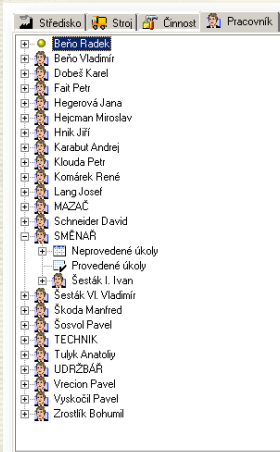 Středisko Stroj Činnost Pracovník
Beňo Radek
Beňo Vladimír
Dobeš Karel
Fait Petr
Hegerová Jana
Hejcman Miroslav
Hnik Jiří
Karabut Andrej
Klouda Petr
Komárek René
Lang Josef
MAZAČ
Schneider David
SMĚNAŘ
Neprovedené úkoly
Provedené úkoly
Šesták I. Ivan
Šesták Vl. Vladimír
Škoda Manfred
Šosvol Pavel
TECHNIK
Tulyk Anatoliy
UDRŽBÁŘ
Vrecion Pavel
Vyskočil Pavel
Zrostlík Bohumil